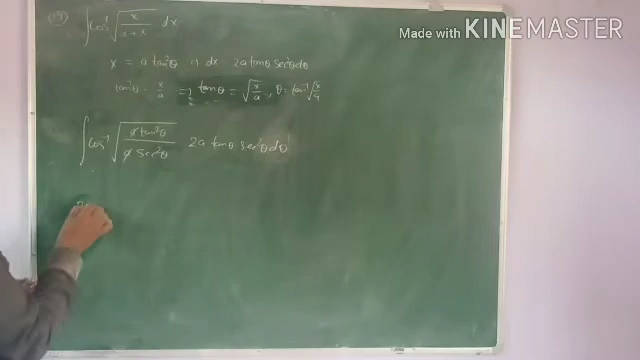 Made with KINEMASTER
∫ cos⁻¹ √(x/(a+x)) dx
x = a tan²θ ⇒ dx 2a tanθ sec²θ dθ
tan²θ = x/a ⇒ tanθ = √(x/a), θ = tan⁻¹√(x/a)
∫ cos⁻¹ √(a tan²θ / a sec²θ) 2a tanθ sec²θ dθ